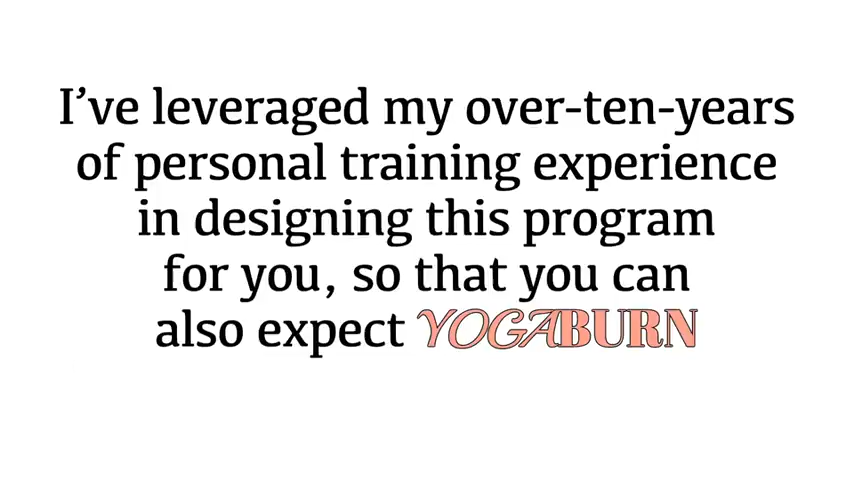 I’ve leveraged my over-ten-years
of personal training experience
in designing this program
for you, so that you can
also expect YOGABURN